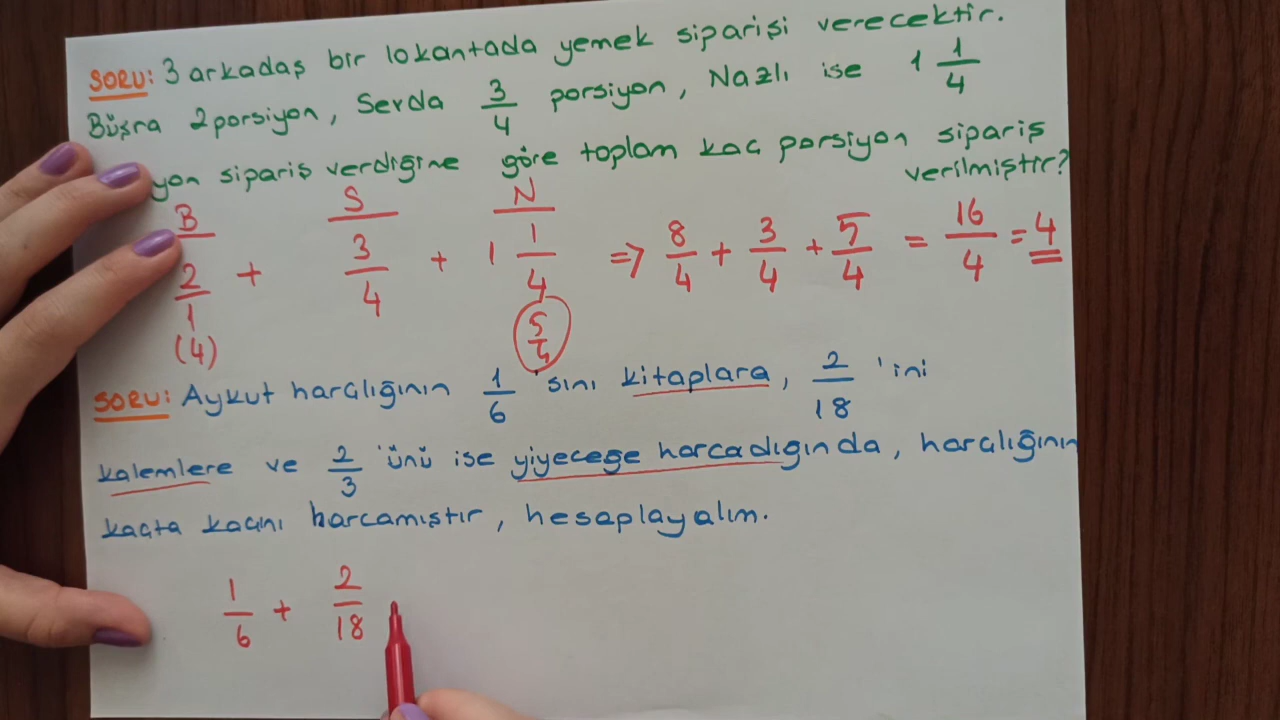 SORU: 3 arkadaş bir lokantada yemek siparişi verecektir.
Büşra 2 porsiyon, Serda 3/4 porsiyon, Nazlı ise 1 1/4
yon sipariş verdiğine göre toplam kaç porsiyon sipariş
verilmiştir?
B S N
2/1 + 3/4 + 1 1/4 => 8/4 + 3/4 + 5/4 = 16/4 = 4
(4) 5/4
SORU: Aykut harçlığının 1/6 'sını kitaplara, 2/18 'ini
kalemlere ve 2/3 'ünü ise yiyeceğe harcadığında, harçlığının
kaçta kaçını harcamıştır, hesaplayalım.
1/6 + 2/18